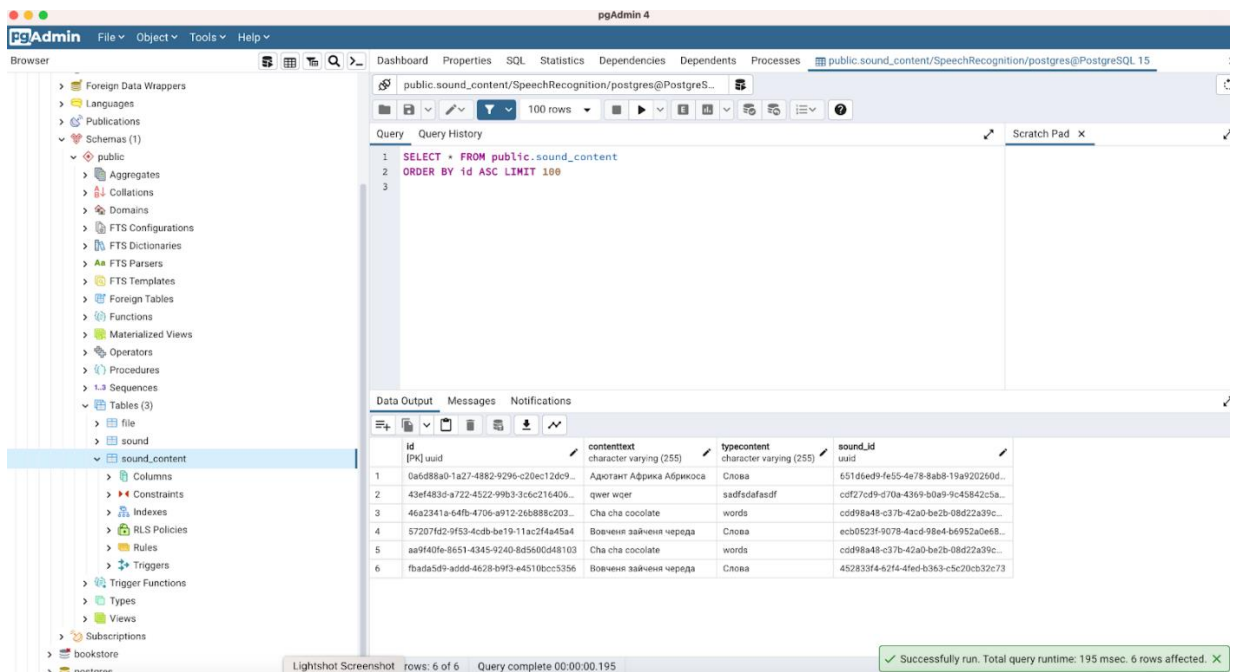 pgAdmin 4
pgAdmin File Object Tools Help
Browser
Dashboard Properties SQL Statistics Dependencies Dependents Processes public.sound_content/SpeechRecognition/postgres@PostgreSQL 15
Foreign Data Wrappers
Languages
Publications
Schemas (1)
public
Aggregates
Collations
Domains
FTS Configurations
FTS Dictionaries
Aa FTS Parsers
FTS Templates
Foreign Tables
Functions
Materialized Views
Operators
Procedures
1..3 Sequences
Tables (3)
file
sound
sound_content
Columns
Constraints
Indexes
RLS Policies
Rules
Triggers
Trigger Functions
Types
Views
Subscriptions
bookstore
postgres
public.sound_content/SpeechRecognition/postgres@PostgreS...
100 rows
Query Query History
Scratch Pad
1 SELECT * FROM public.sound_content
2 ORDER BY id ASC LIMIT 100
3
Data Output Messages Notifications
id contenttext typecontent sound_id
[PK] uuid character varying (255) character varying (255) uuid
1 0a6d88a0-1a27-4882-9296-c20ec12dc9... Адютант Африка Абрикоса Слова 651d6ed9-fe55-4e78-8ab8-19a920260d...
2 43ef483d-a722-4522-99b3-3c6c216406... qwer wqer sadfsdafasdf cdf27cd9-d70a-4369-b0a9-9c45842c5a...
3 46a2341a-64fb-4706-a912-26b888c203... Cha cha cocolate words cdd98a48-c37b-42a0-be2b-08d22a39c...
4 57207fd2-9f53-4cdb-be19-11ac2f4a45a4 Вовченя зайченя череда Слова ecb0523f-9078-4acd-98e4-b6952a0e68...
5 aa9f40fe-8651-4345-9240-8d5600d48103 Cha cha cocolate words cdd98a48-c37b-42a0-be2b-08d22a39c...
6 fbada5d9-addd-4628-b9f3-e4510bcc5356 Вовченя зайченя череда Слова 452833f4-62f4-4fed-b363-c5c20cb32c73
Lightshot Screenshot rows: 6 of 6 Query complete 00:00:00.195
Successfully run. Total query runtime: 195 msec. 6 rows affected.